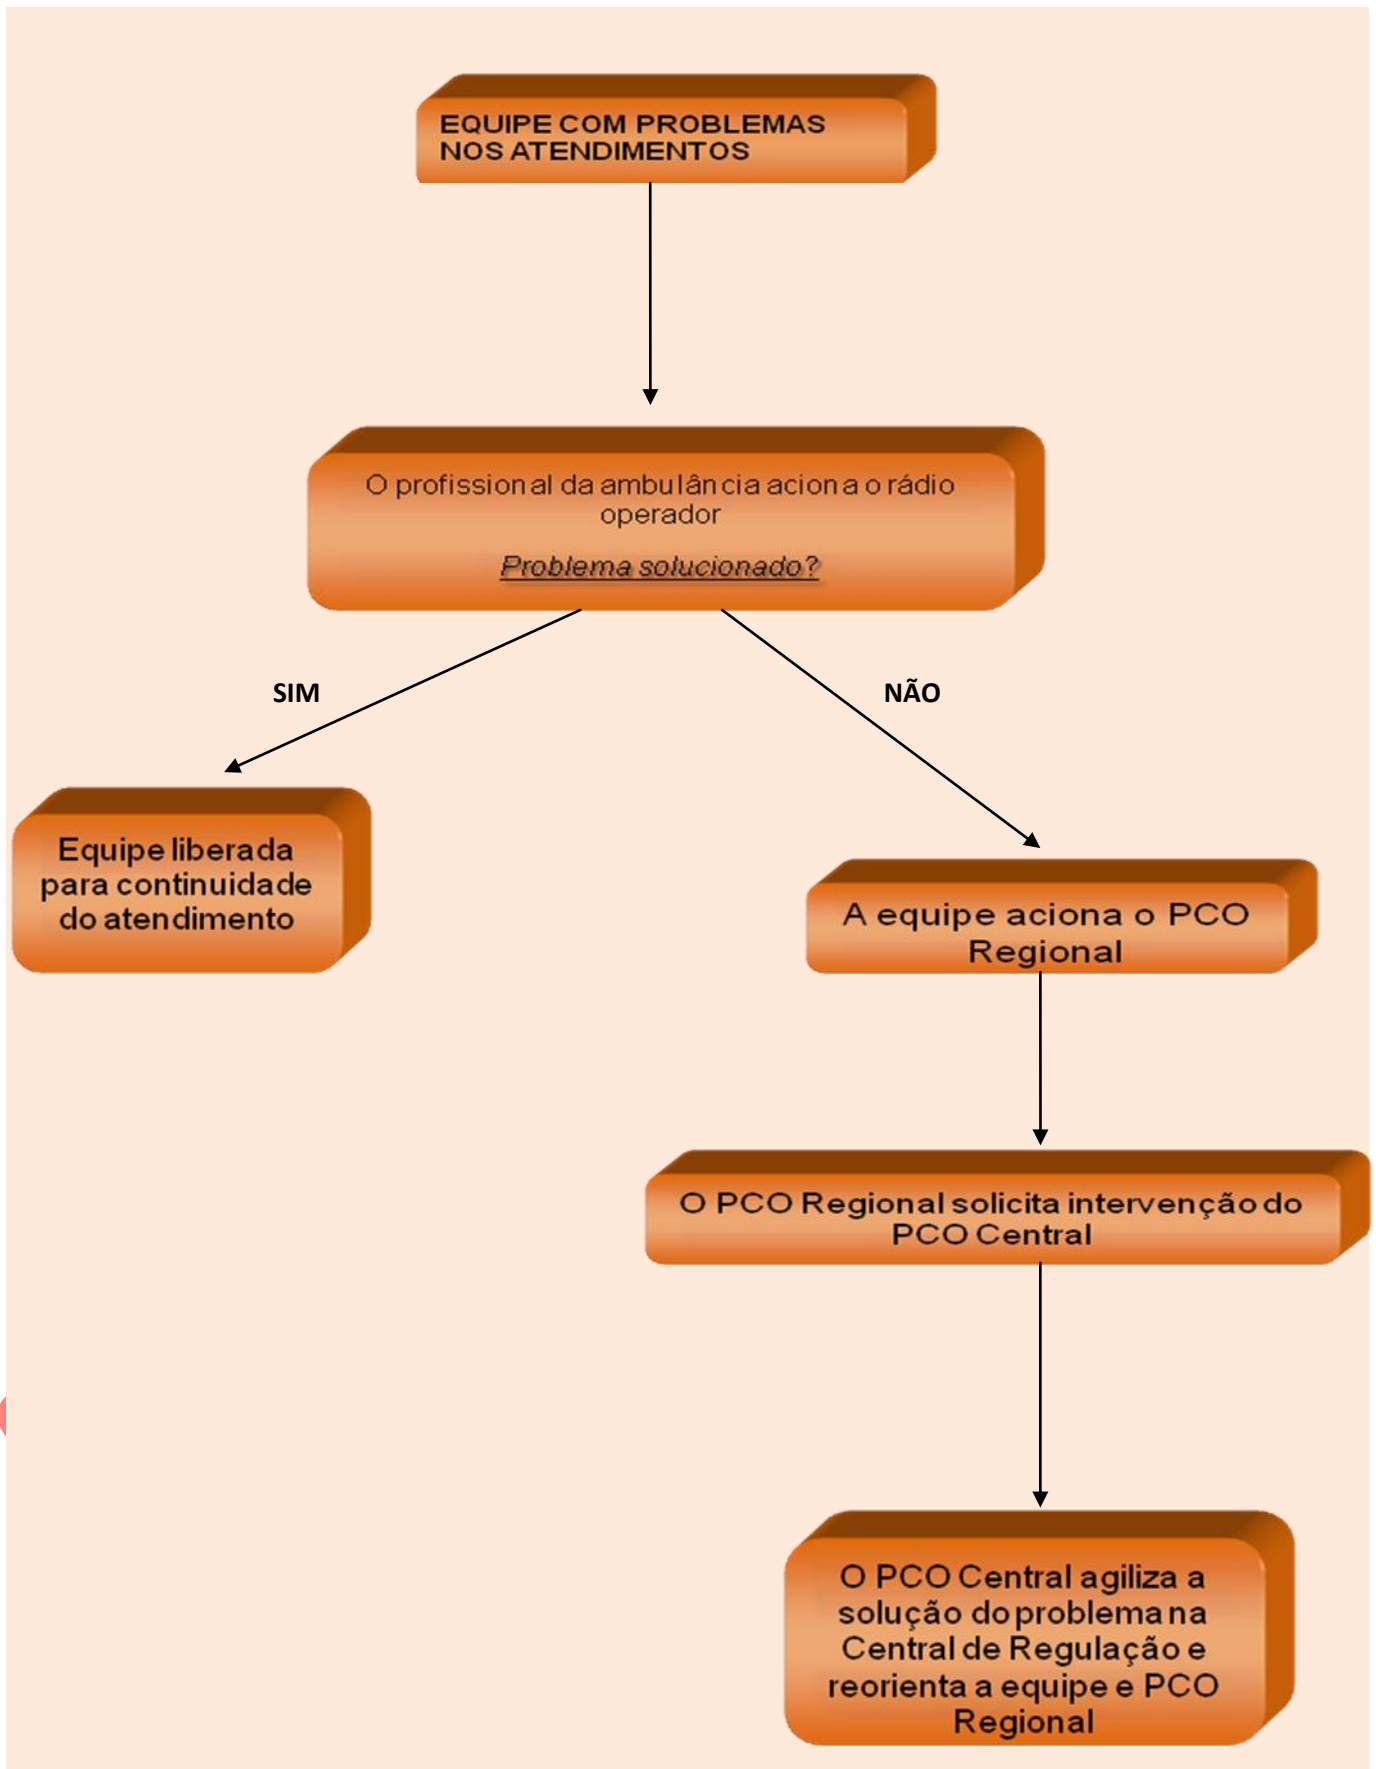 EQUIPE COM PROBLEMAS
NOS ATENDIMENTOS
O profissional da ambulância aciona o rádio
operador
Problema solucionado?
SIM
NÃO
Equipe liberada
para continuidade
do atendimento
A equipe aciona o PCO
Regional
O PCO Regional solicita intervenção do
PCO Central
O PCO Central agiliza a
solução do problema na
Central de Regulação e
reorienta a equipe e PCO
Regional